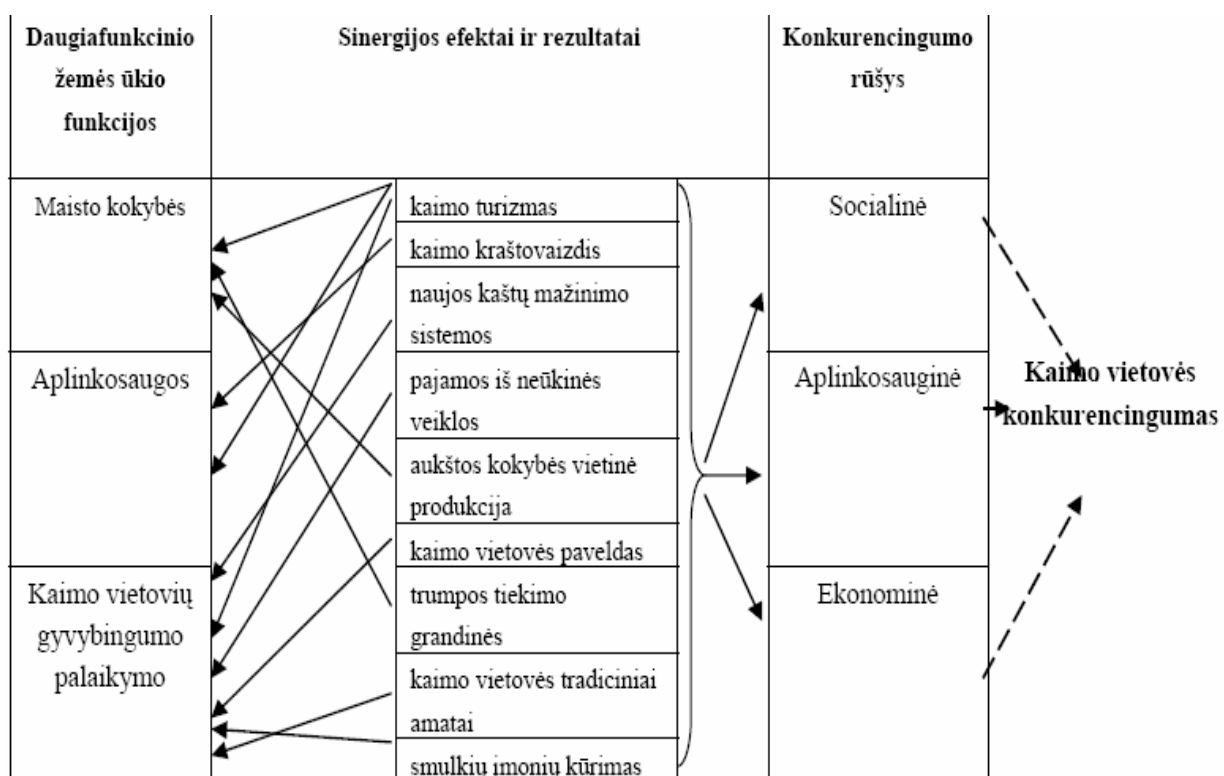 Daugiafunkcinio
žemės ūkio
funkcijos
Sinergijos efektai ir rezultatai
Konkurencingumo
rūšys
Maisto kokybės
Aplinkosaugos
Kaimo vietovių
gyvybingumo
palaikymo
kaimo turizmas
kaimo kraštovaizdis
naujos kaštų mažinimo
sistemos
pajamos iš neūkinės
veiklos
aukštos kokybės vietinė
produkcija
kaimo vietovės paveldas
trumpos tiekimo
grandinės
kaimo vietovės tradiciniai
amatai
smulkių įmonių kūrimas
Socialinė
Aplinkosauginė
Ekonominė
Kaimo vietovės
konkurencingumas